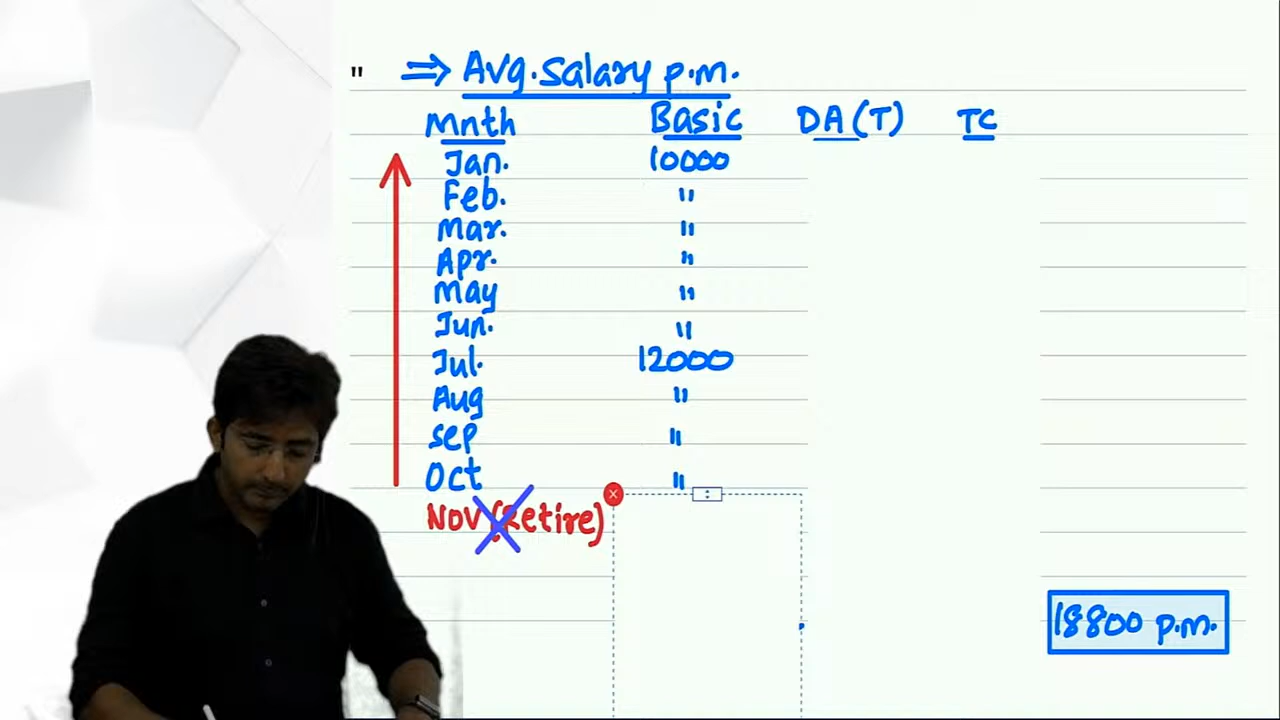 " ⇒ Avg. Salary p.m.
Mnth Basic DA(T) TC
Jan. 10000
Feb. "
Mar. "
Apr. "
May "
Jun. "
Jul. 12000
Aug "
Sep "
Oct "
Nov (Retire)
18800 p.m.